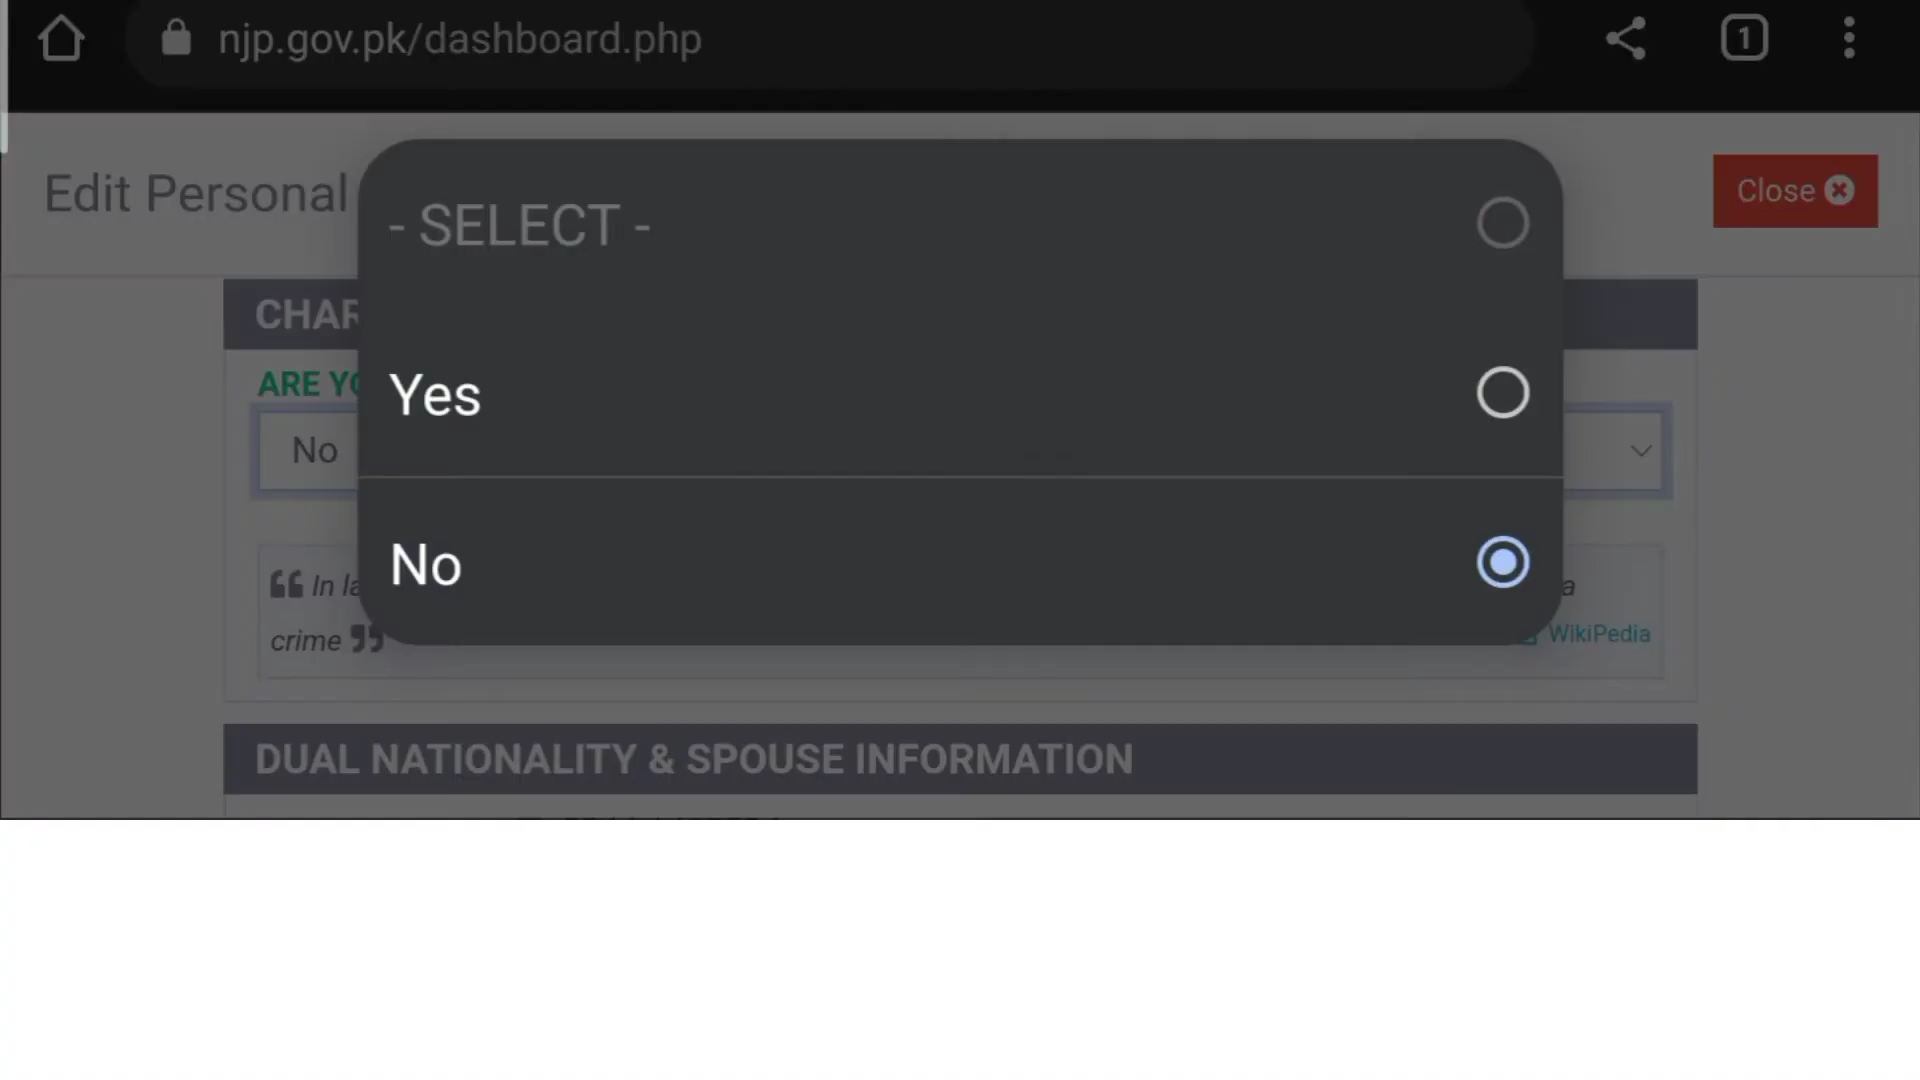 njp.gov.pk/dashboard.php
1
Edit Personal
Close
- SELECT -
CHAR
ARE YO
Yes
No
No
In la
a
crime
WikiPedia
DUAL NATIONALITY & SPOUSE INFORMATION